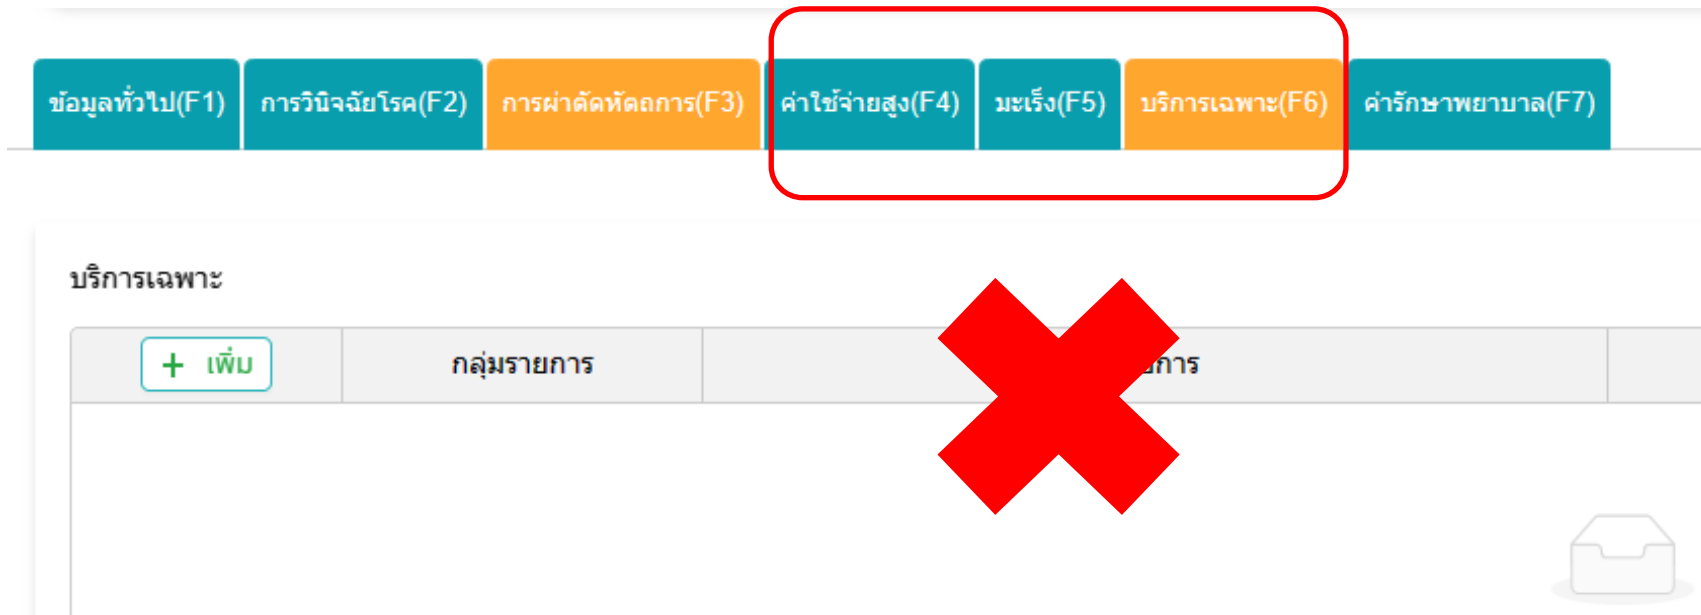 ข้อมูลทั่วไป(F1) การวินิจฉัยโรค(F2) การผ่าตัดหัตถการ(F3) ค่าใช้จ่ายสูง(F4) มะเร็ง(F5) บริการเฉพาะ(F6) ค่ารักษาพยาบาล(F7)
บริการเฉพาะ
+ เพิ่ม กลุ่มรายการ